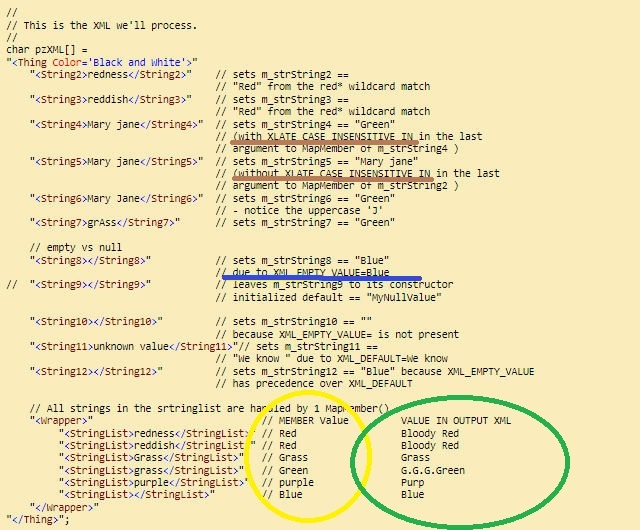 //
// This is the XML we'll process.
//
char pzXML[] =
"<Thing Color='Black and White'>"
"<String2>redness</String2>" // sets m_strString2 ==
// "Red" from the red* wildcard match
"<String3>reddish</String3>" // sets m_strString3 ==
// "Red" from the red* wildcard match
"<String4>Mary jane</String4>" // sets m_strString4 == "Green"
// (with XLATE_CASE_INSENSITIVE_IN in the last
// argument to MapMember of m_strString4 )
"<String5>Mary jane</String5>" // sets m_strString5 == "Mary jane"
// (without XLATE_CASE_INSENSITIVE_IN in the last
// argument to MapMember of m_strString2 )
"<String6>Mary Jane</String6>" // sets m_strString6 == "Green"
// - notice the uppercase 'J'
"<String7>grAss</String7>" // sets m_strString7 == "Green"
// empty vs null
"<String8></String8>" // sets m_strString8 == "Blue"
// due to XML_EMPTY_VALUE=Blue
// "<String9></String9>" // leaves m_strString9 to its constructor
// initialized default == "MyNullValue"
"<String10></String10>" // sets m_strString10 == ""
// because XML_EMPTY_VALUE= is not present
"<String11>unknown value</String11>"// sets m_strString11 ==
// "We know " due to XML_DEFAULT=We know
"<String12></String12>" // sets m_strString12 == "Blue" because XML_EMPTY_VALUE
// has precedence over XML_DEFAULT
// All strings in the srtringlist are handled by 1 MapMember()
"<Wrapper>" // MEMBER Value VALUE IN OUTPUT XML
"<StringList>redness</StringList>" // Red Bloody Red
"<StringList>reddish</StringList>" // Red Bloody Red
"<StringList>Grass</StringList>" // Grass Grass
"<StringList>grass</StringList>" // Green G.G.G.Green
"<StringList>purple</StringList>" // purple Purp
"<StringList></StringList>" // Blue Blue
"</Wrapper>"
"</Thing>";